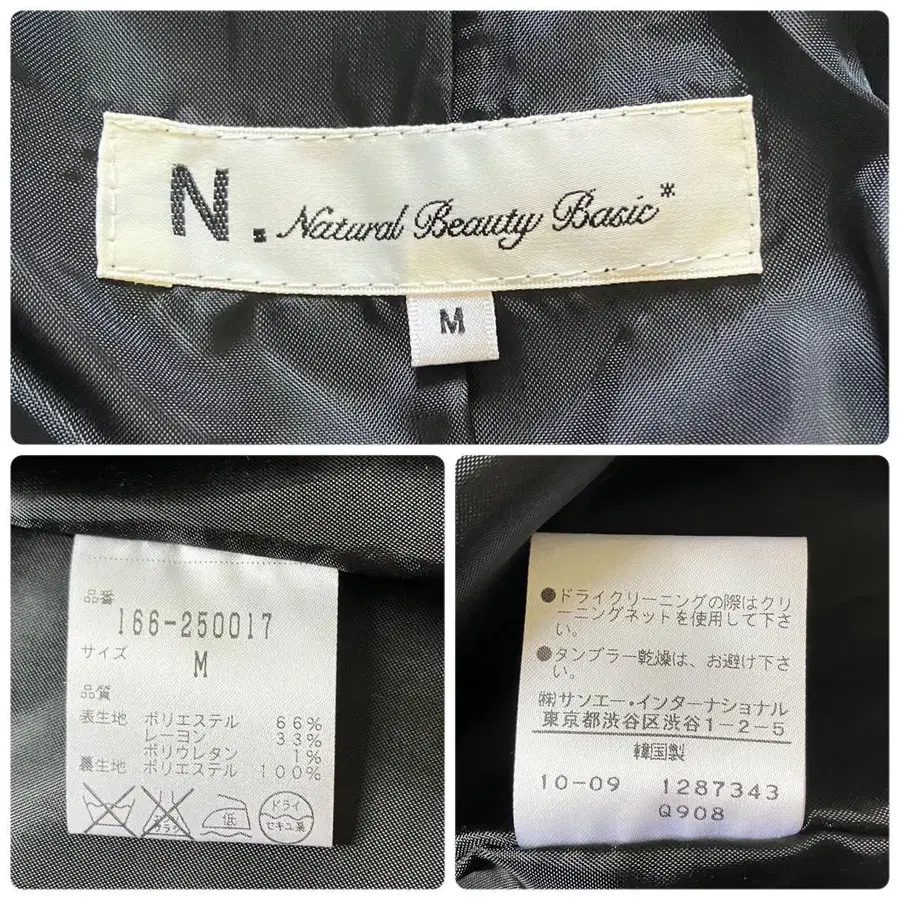 N. Natural Beauty Basic*
M
品番
166-250017
サイズ
M
品質
表生地 ポリエステル 66%
レーヨン 33%
ポリウレタン 1%
裏生地 ポリエステル 100%
低
ドライ
セキユ系
●ドライクリーニングの際はクリ
ーニングネットを使用して下さ
い。
●タンブラー乾燥は、お避け下さ
い。
㈱サンエー・インターナショナル
東京都渋谷区渋谷1-2-5
韓国製
10-09 1287343
Q908